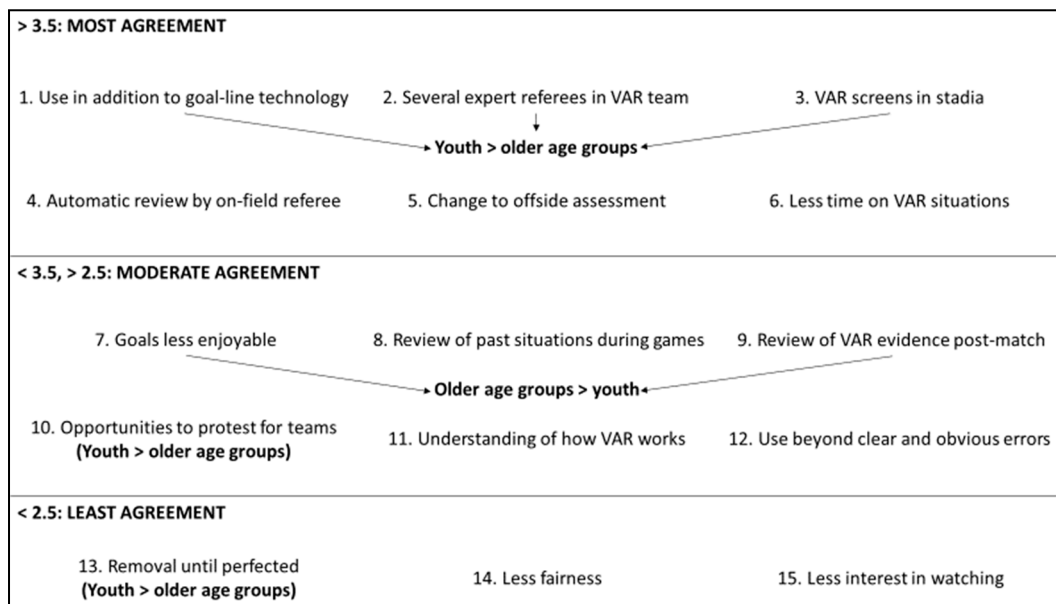 > 3.5: MOST AGREEMENT
1. Use in addition to goal-line technology
2. Several expert referees in VAR team
3. VAR screens in stadia
Youth > older age groups
4. Automatic review by on-field referee
5. Change to offside assessment
6. Less time on VAR situations
< 3.5, > 2.5: MODERATE AGREEMENT
7. Goals less enjoyable
8. Review of past situations during games
9. Review of VAR evidence post-match
Older age groups > youth
10. Opportunities to protest for teams
(Youth > older age groups)
11. Understanding of how VAR works
12. Use beyond clear and obvious errors
< 2.5: LEAST AGREEMENT
13. Removal until perfected
(Youth > older age groups)
14. Less fairness
15. Less interest in watching